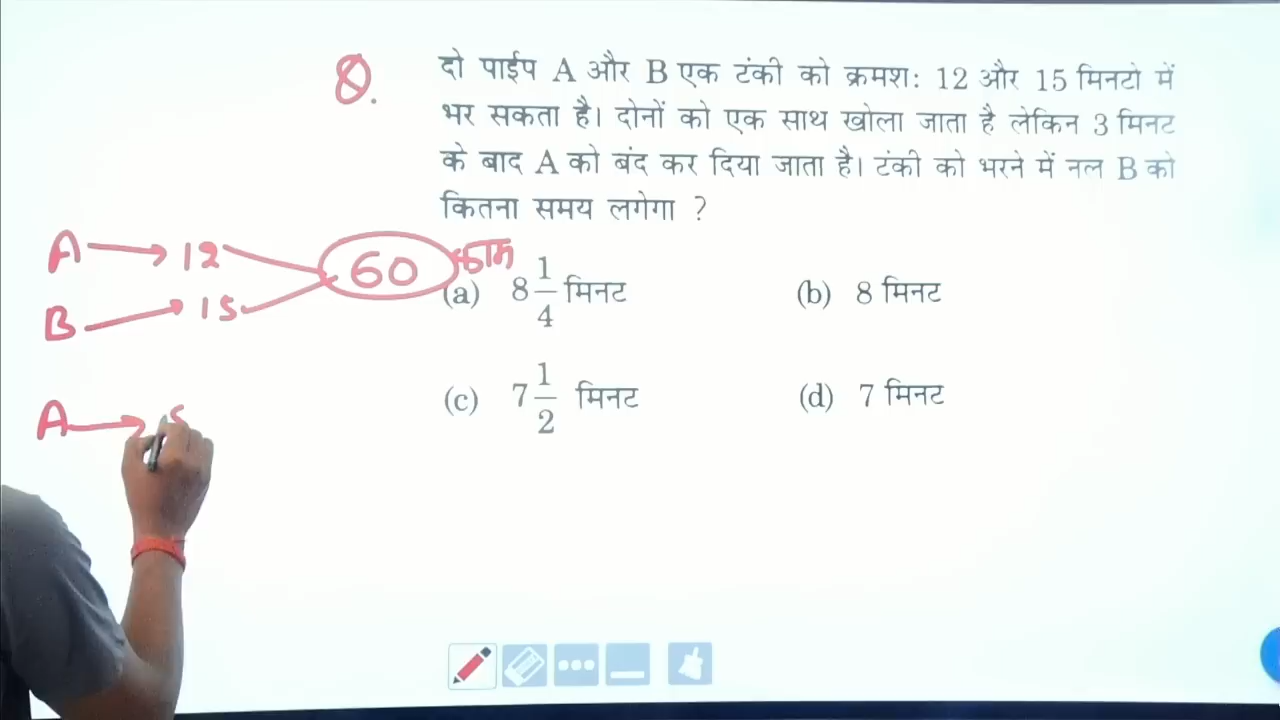 Q. दो पाईप A और B एक टंकी को क्रमश: 12 और 15 मिनटो में
भर सकता है। दोनों को एक साथ खोला जाता है लेकिन 3 मिनट
के बाद A को बंद कर दिया जाता है। टंकी को भरने में नल B को
कितना समय लगेगा ?
A → 12
60 काम
B → 15
(a) 8 1/4 मिनट (b) 8 मिनट
(c) 7 1/2 मिनट (d) 7 मिनट
A → 5